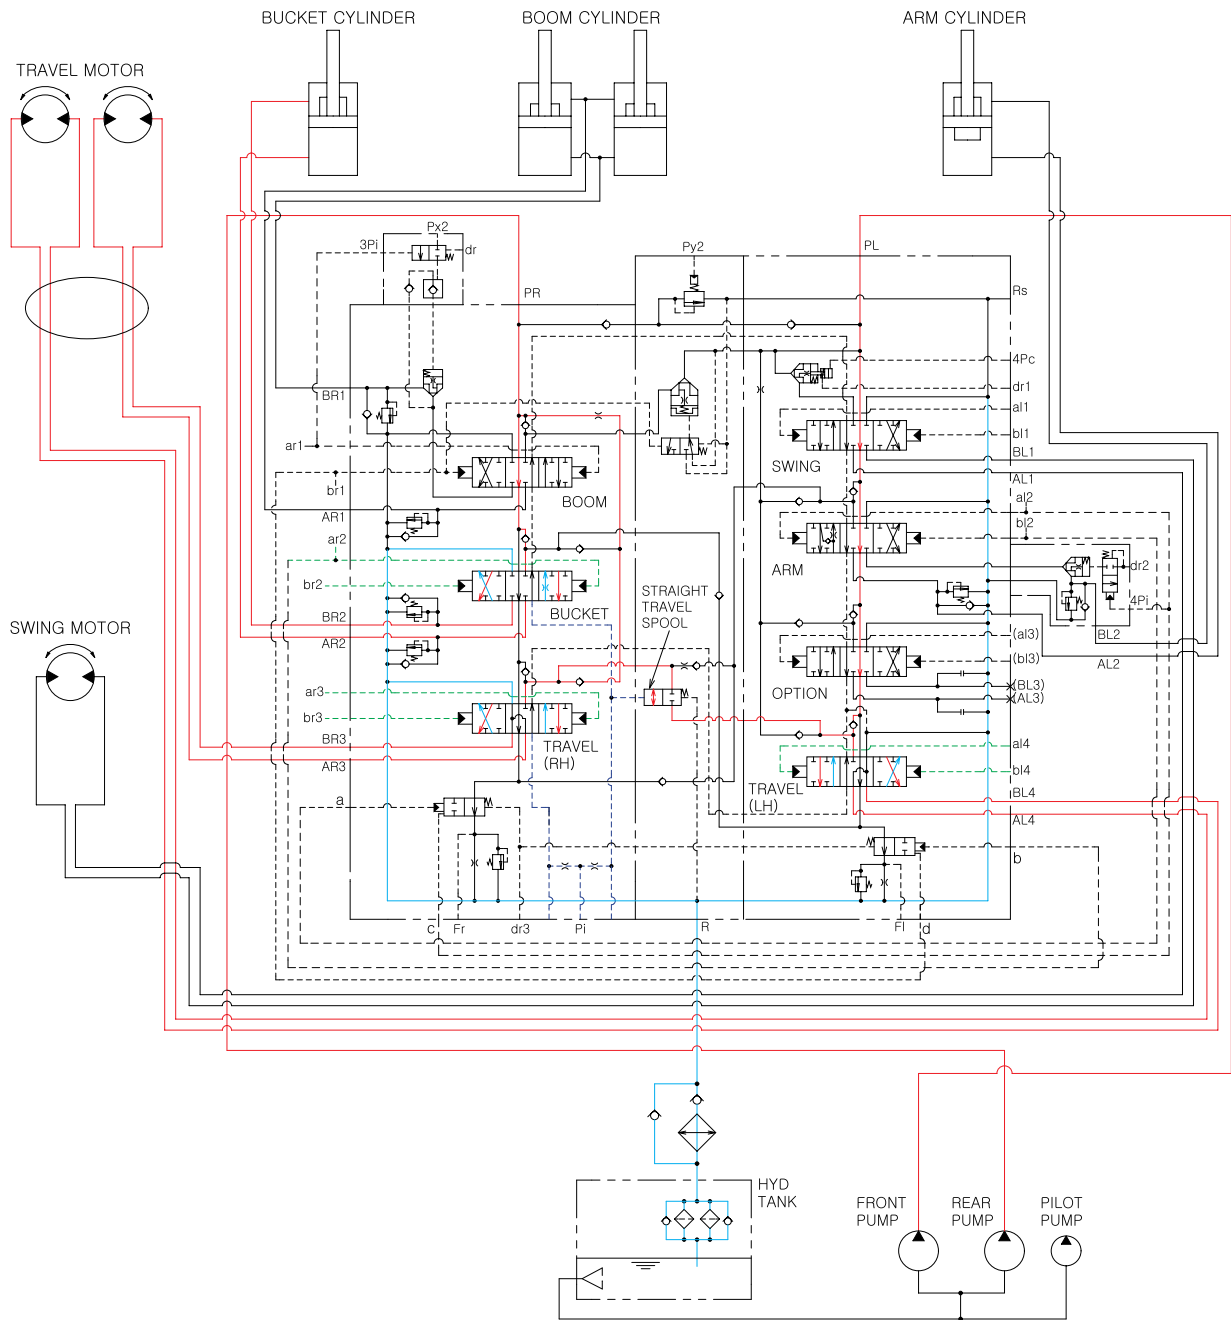 BUCKET CYLINDER
BOOM CYLINDER
ARM CYLINDER
TRAVEL MOTOR
Px2
3Pi
dr
Py2
PL
PR
Rs
4Pc
dr1
BR1
al1
ar1
bl1
BL1
SWING
br1
BOOM
AL1
al2
AR1
bl2
ar2
ARM
dr2
br2
BUCKET
STRAIGHT
TRAVEL
SPOOL
4Pi
BR2
SWING MOTOR
AR2
(al3)
BL2
(bl3)
AL2
ar3
OPTION
(BL3)
(AL3)
br3
BR3
TRAVEL
(RH)
al4
AR3
bl4
TRAVEL
(LH)
BL4
a
AL4
b
c
Fr
dr3
Pi
R
Fl
d
HYD
TANK
FRONT
PUMP
REAR
PUMP
PILOT
PUMP